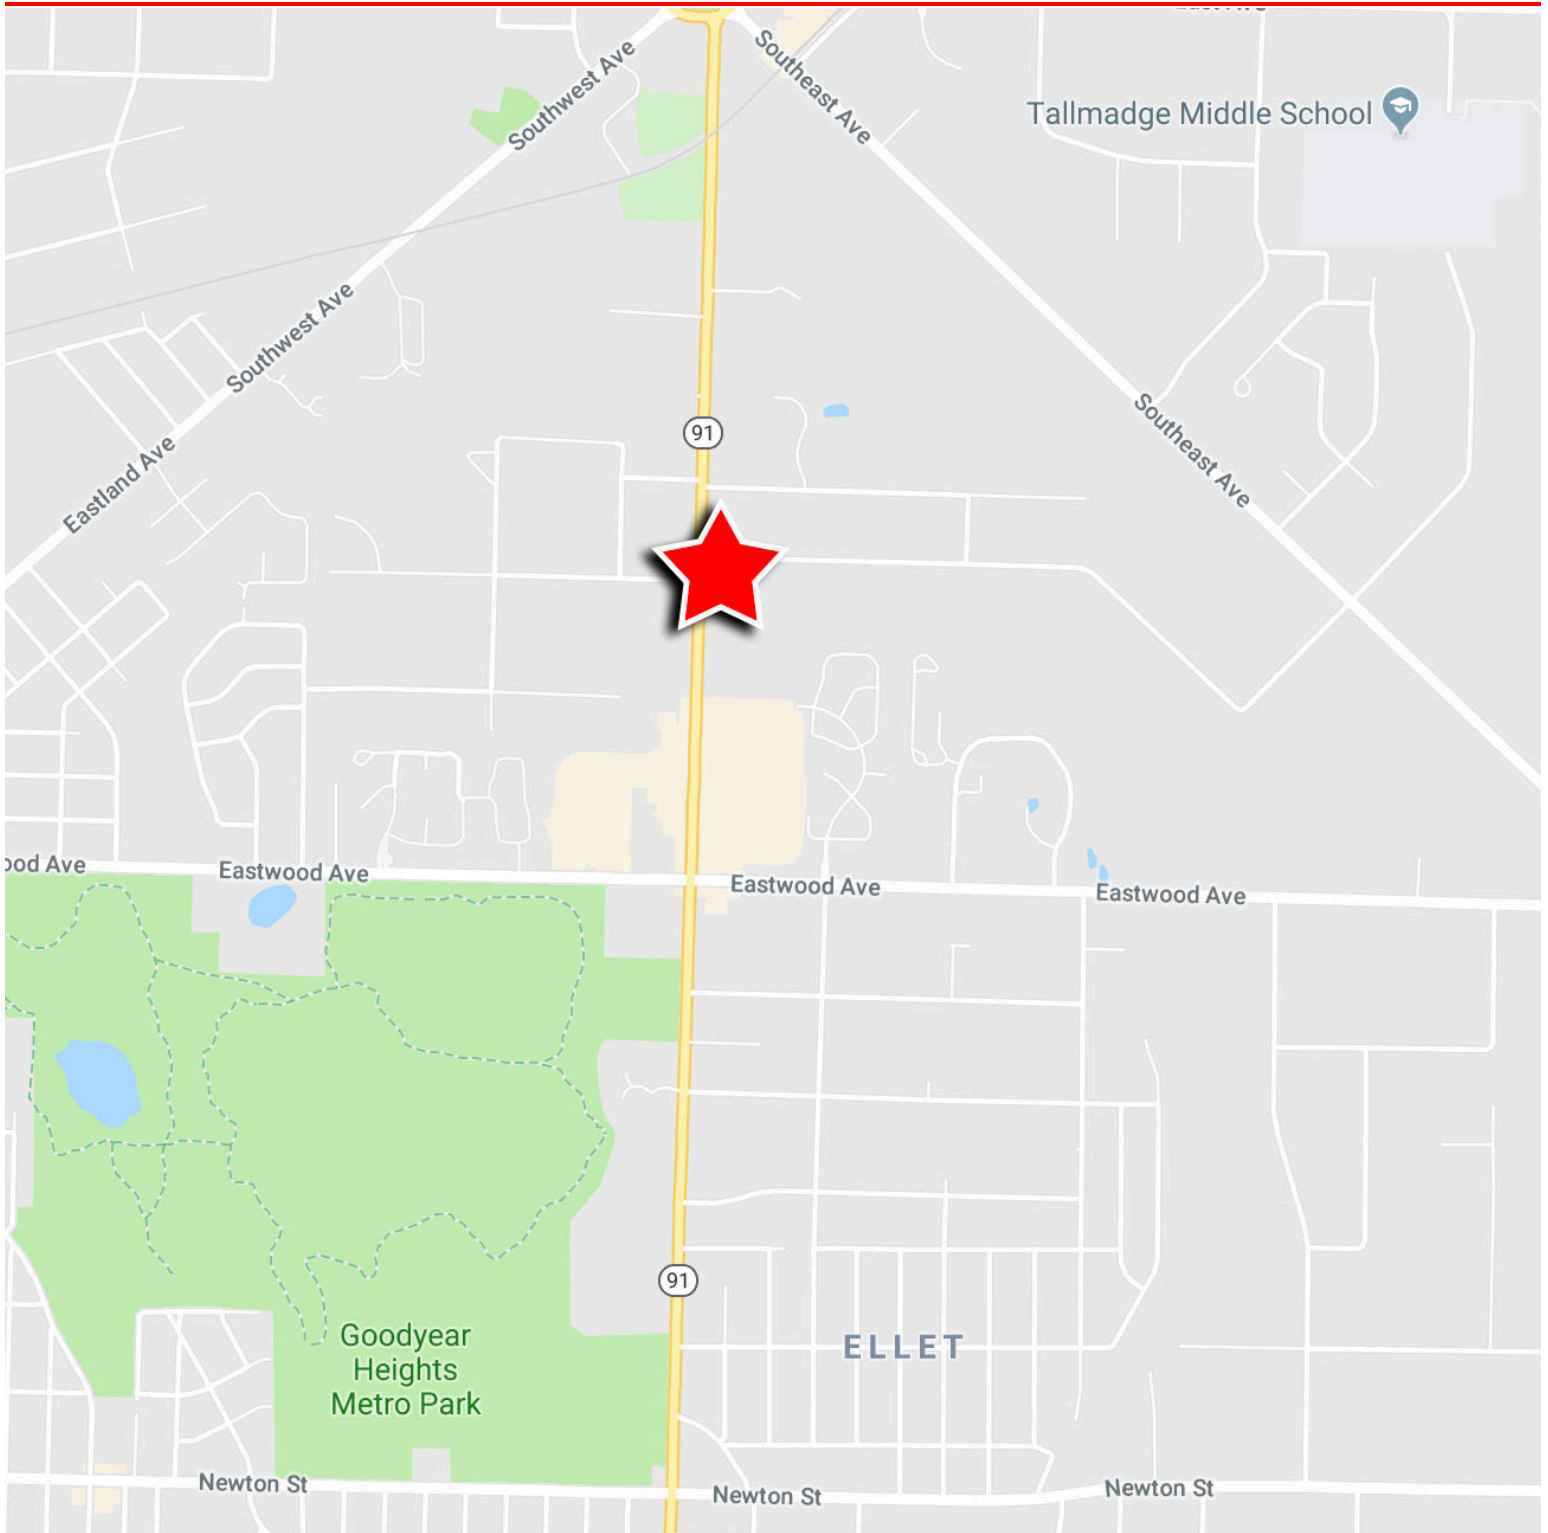 Southwest Ave
Southeast Ave
Tallmadge Middle School
Southwest Ave
91
Southeast Ave
Eastland Ave
ood Ave
Eastwood Ave
Eastwood Ave
Eastwood Ave
91
Goodyear
Heights
Metro Park
ELLET
Newton St
Newton St
Newton St